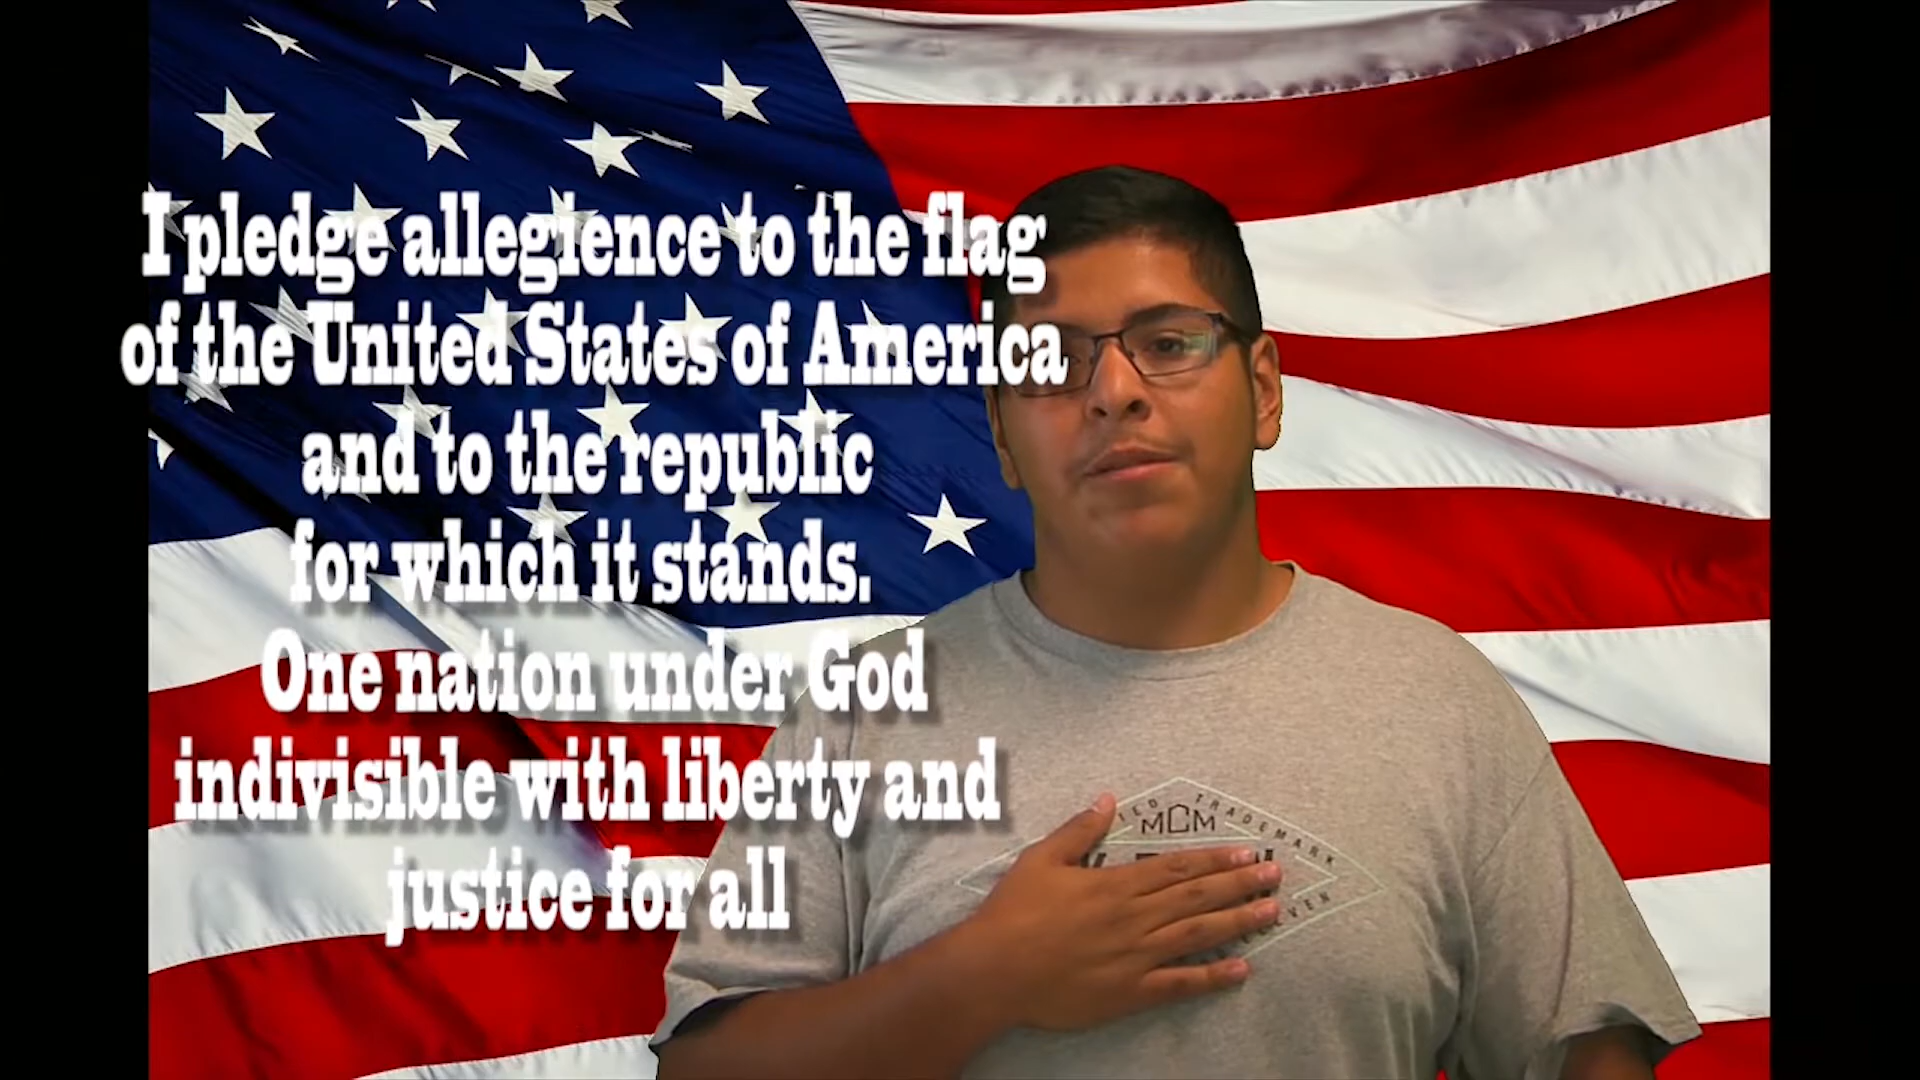 I pledge allegience to the flag
of the United States of America
and to the republic
for which it stands.
One nation under God
indivisible with liberty and
justice for all
TRADEMARK
MCM